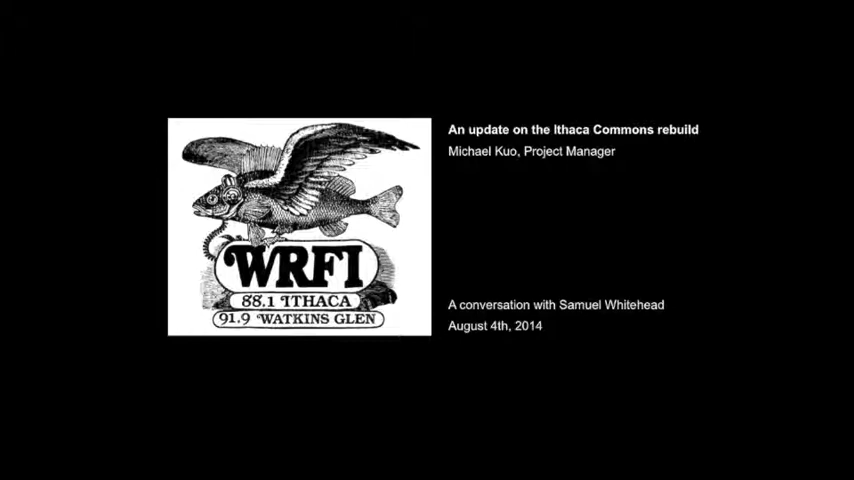 An update on the Ithaca Commons rebuild
Michael Kuo, Project Manager
WRFI
88.1 ITHACA
91.9 WATKINS GLEN
A conversation with Samuel Whitehead
August 4th, 2014